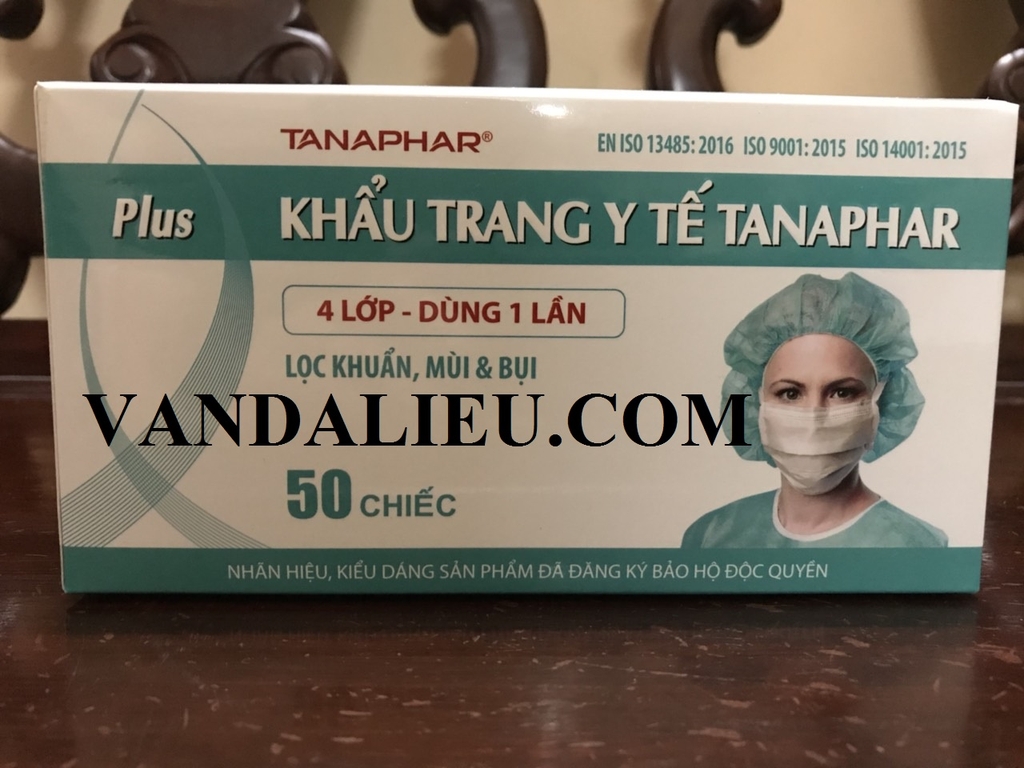 TANAPHAR®
EN ISO 13485: 2016 ISO 9001: 2015 ISO 14001: 2015
Plus
KHẨU TRANG Y TẾ TANAPHAR
4 LỚP - DÙNG 1 LẦN
LỌC KHUẨN, MÙI & BỤI
VANDALIEU.COM
50 CHIẾC
NHÃN HIỆU, KIỂU DÁNG SẢN PHẨM ĐÃ ĐĂNG KÝ BẢO HỘ ĐỘC QUYỀN